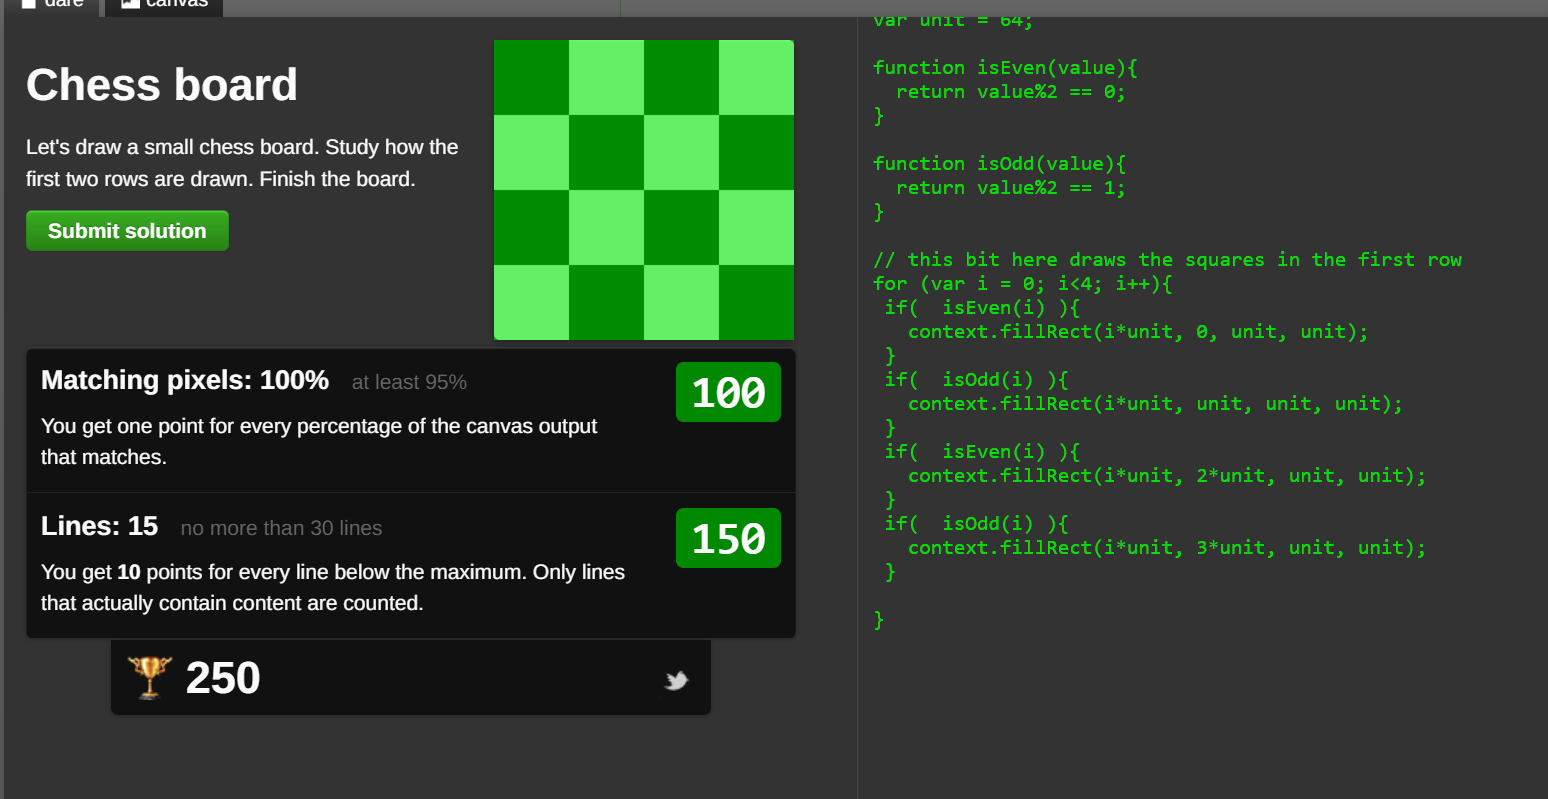 dare
canvas
Chess board
Let's draw a small chess board. Study how the
first two rows are drawn. Finish the board.
Submit solution
Matching pixels: 100% at least 95%
100
You get one point for every percentage of the canvas output
that matches.
Lines: 15 no more than 30 lines
150
You get 10 points for every line below the maximum. Only lines
that actually contain content are counted.
250
var unit = 64;
function isEven(value){
  return value%2 == 0;
}
function isOdd(value){
  return value%2 == 1;
}
// this bit here draws the squares in the first row
for (var i = 0; i<4; i++){
 if(  isEven(i) ){
   context.fillRect(i*unit, 0, unit, unit);
 }
 if(  isOdd(i) ){
   context.fillRect(i*unit, unit, unit, unit);
 }
 if(  isEven(i) ){
   context.fillRect(i*unit, 2*unit, unit, unit);
 }
 if(  isOdd(i) ){
   context.fillRect(i*unit, 3*unit, unit, unit);
 }
}